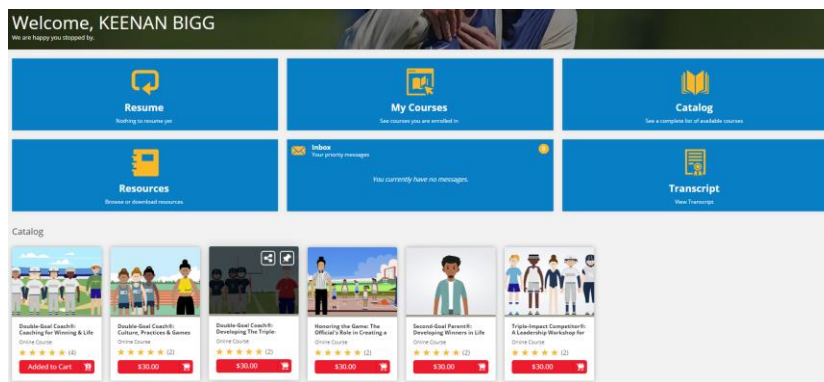 Welcome, KEENAN BIGG
We are happy you stopped by.
Resume
Nothing to resume yet
My Courses
See courses you are enrolled in
Catalog
See a complete list of available courses
Resources
Browse or download resources
Inbox
Your priority messages
0
You currently have no messages.
Transcript
View Transcript
Catalog
Double-Goal Coach®:
Coaching for Winning & Life
Online Course
(4)
Added to Cart
Double-Goal Coach®:
Culture, Practices & Games
Online Course
(2)
$30.00
Double-Goal Coach®:
Developing The Triple-
Online Course
(2)
$30.00
Honoring the Game: The
Official's Role in Creating a
Online Course
(2)
$30.00
Second-Goal Parent®:
Developing Winners in Life
Online Course
(2)
$30.00
Triple-Impact Competitor®:
A Leadership Workshop for
Online Course
(2)
$30.00